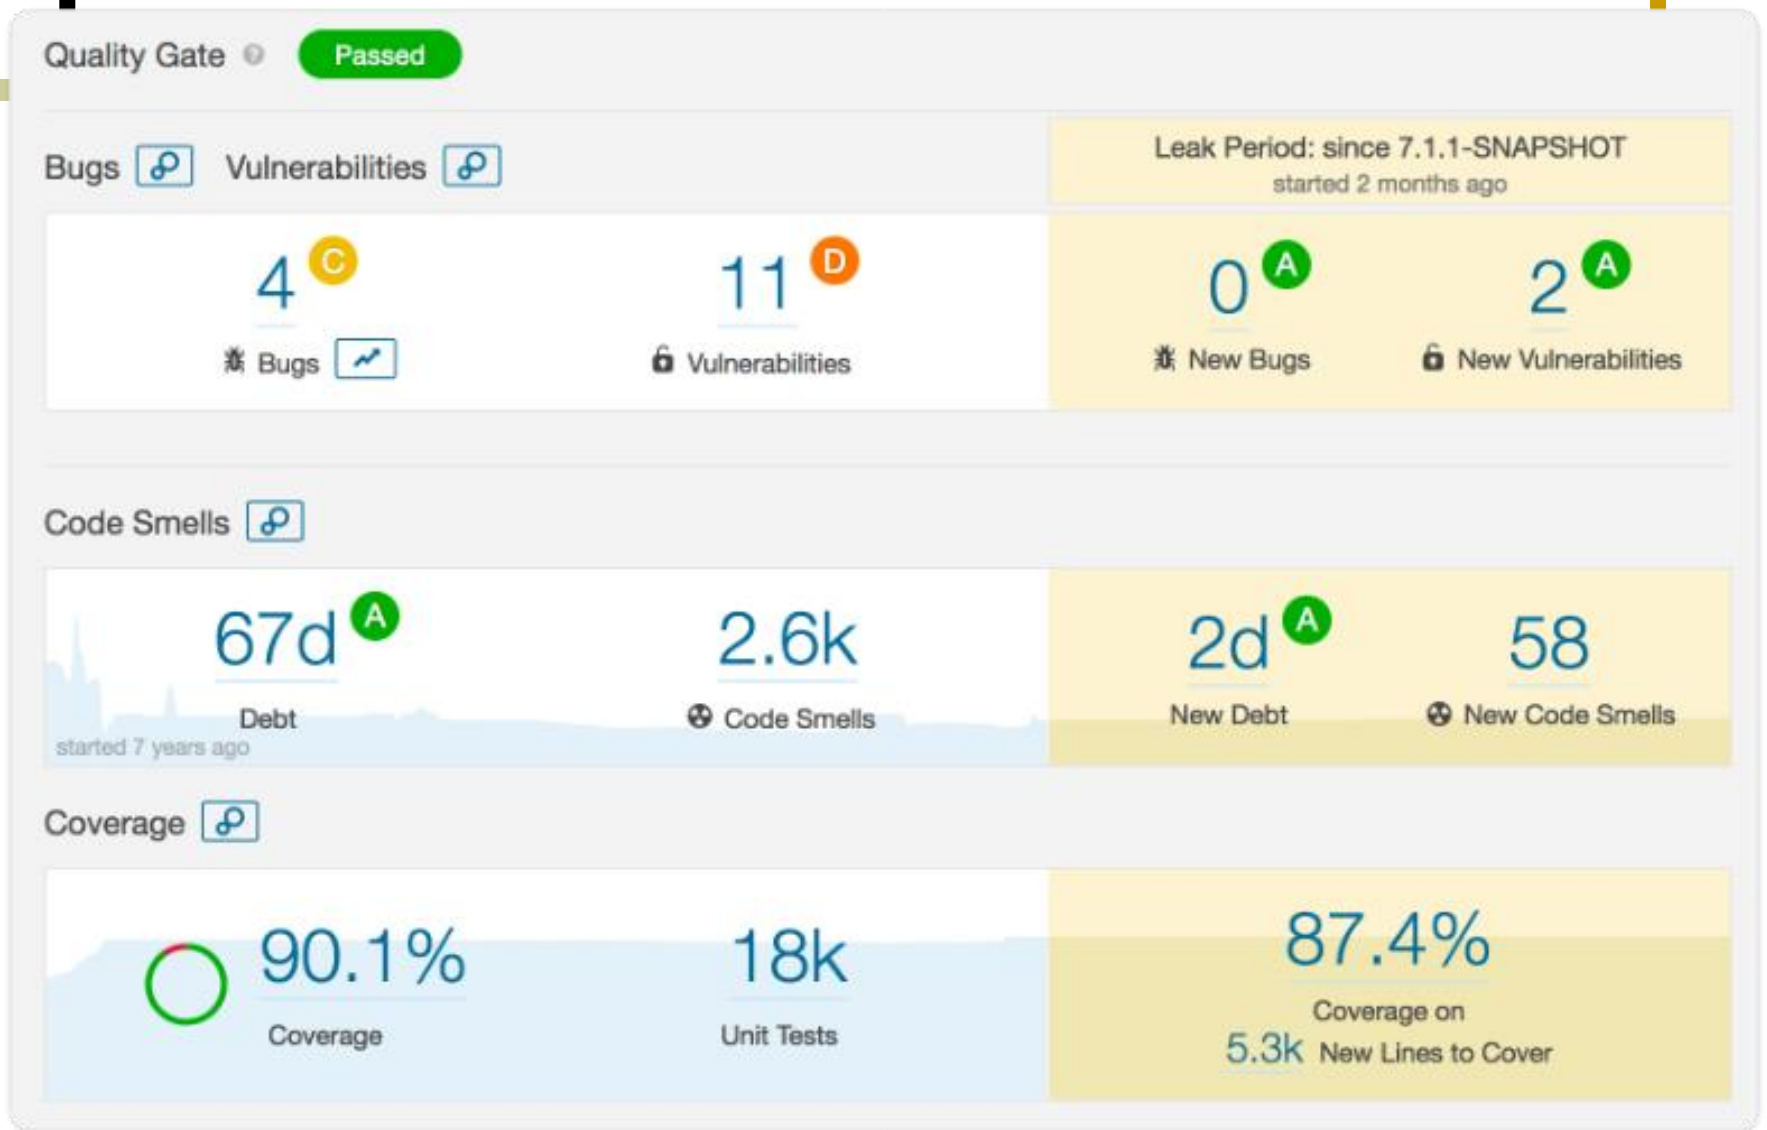 Quality Gate ? Passed
Leak Period: since 7.1.1-SNAPSHOT
started 2 months ago
Bugs Vulnerabilities
4 C
11 D
0 A
2 A
Bugs
Vulnerabilities
New Bugs
New Vulnerabilities
Code Smells
67d A
2.6k
2d A
58
Debt
Code Smells
New Debt
New Code Smells
started 7 years ago
Coverage
90.1%
18k
87.4%
Coverage
Unit Tests
Coverage on
5.3k New Lines to Cover